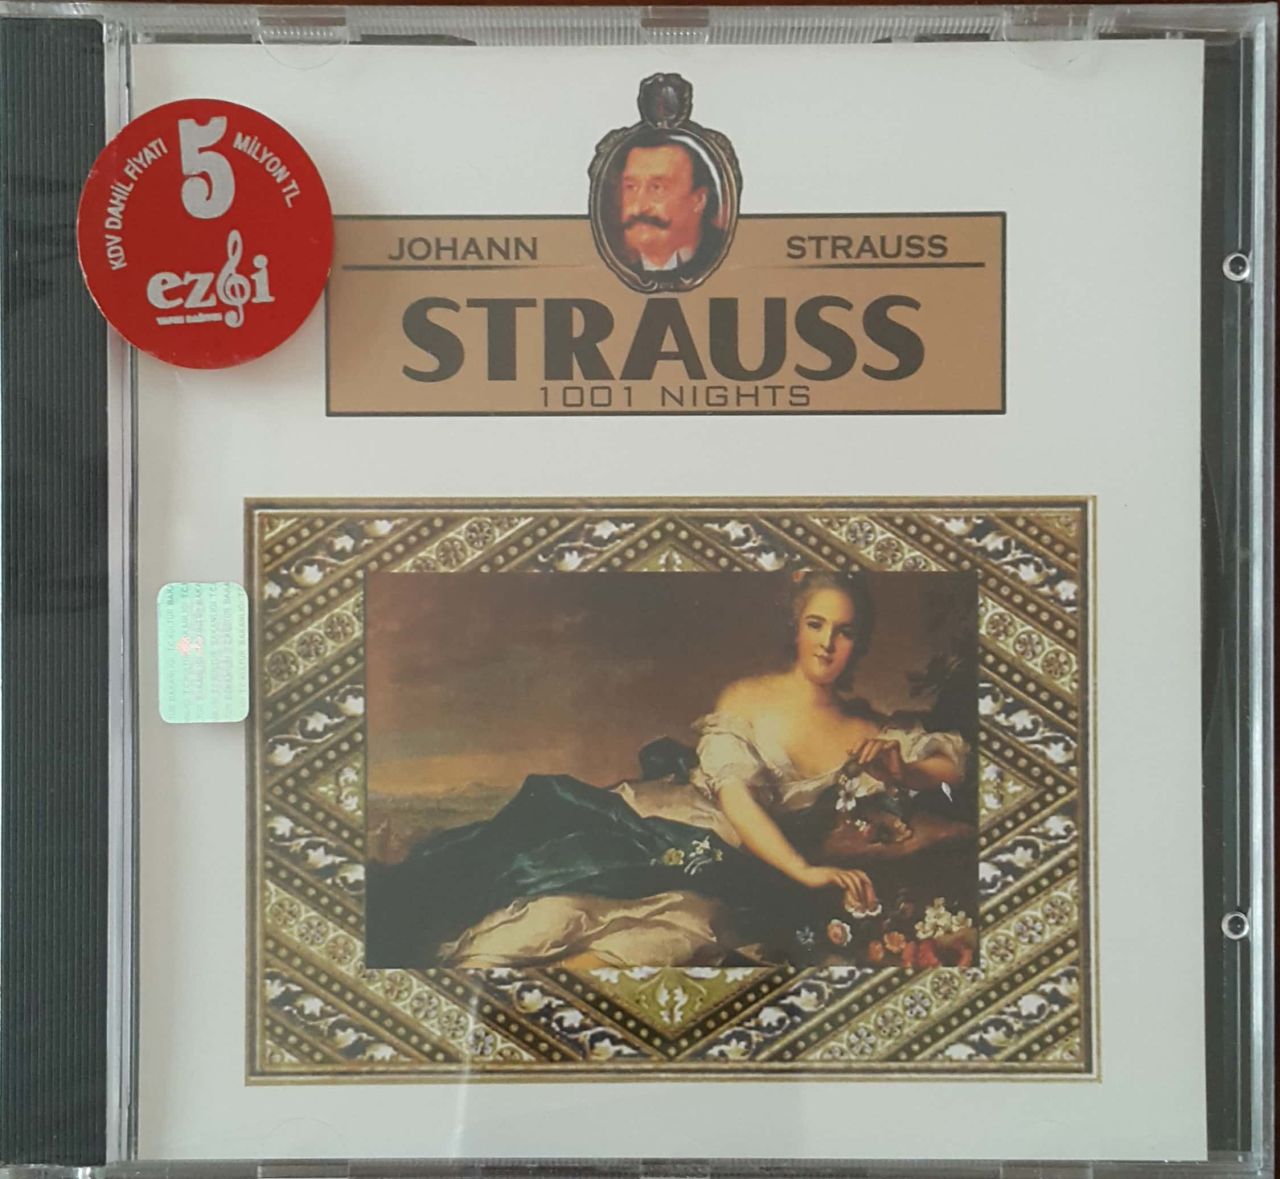 KDV DAHİL FİYATI
5
MİLYON TL
ezgi
JOHANN STRAUSS
STRAUSS
1001 NIGHTS